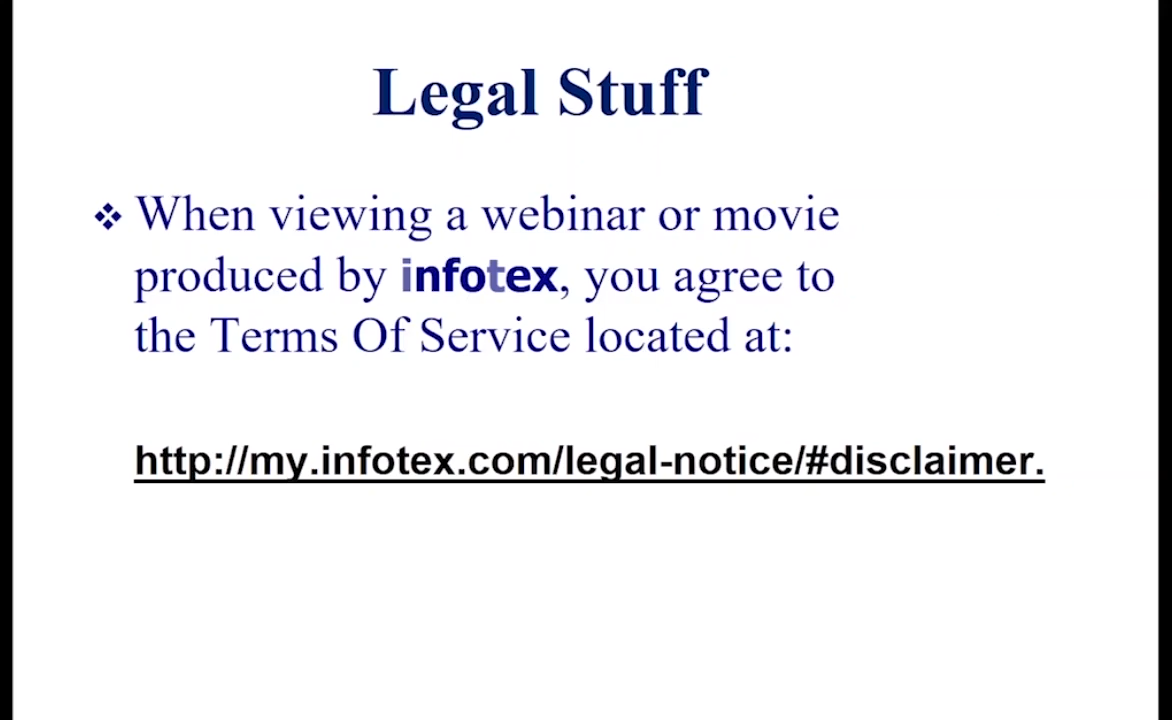 Legal Stuff
❖ When viewing a webinar or movie
produced by infotex, you agree to
the Terms Of Service located at:
http://my.infotex.com/legal-notice/#disclaimer.